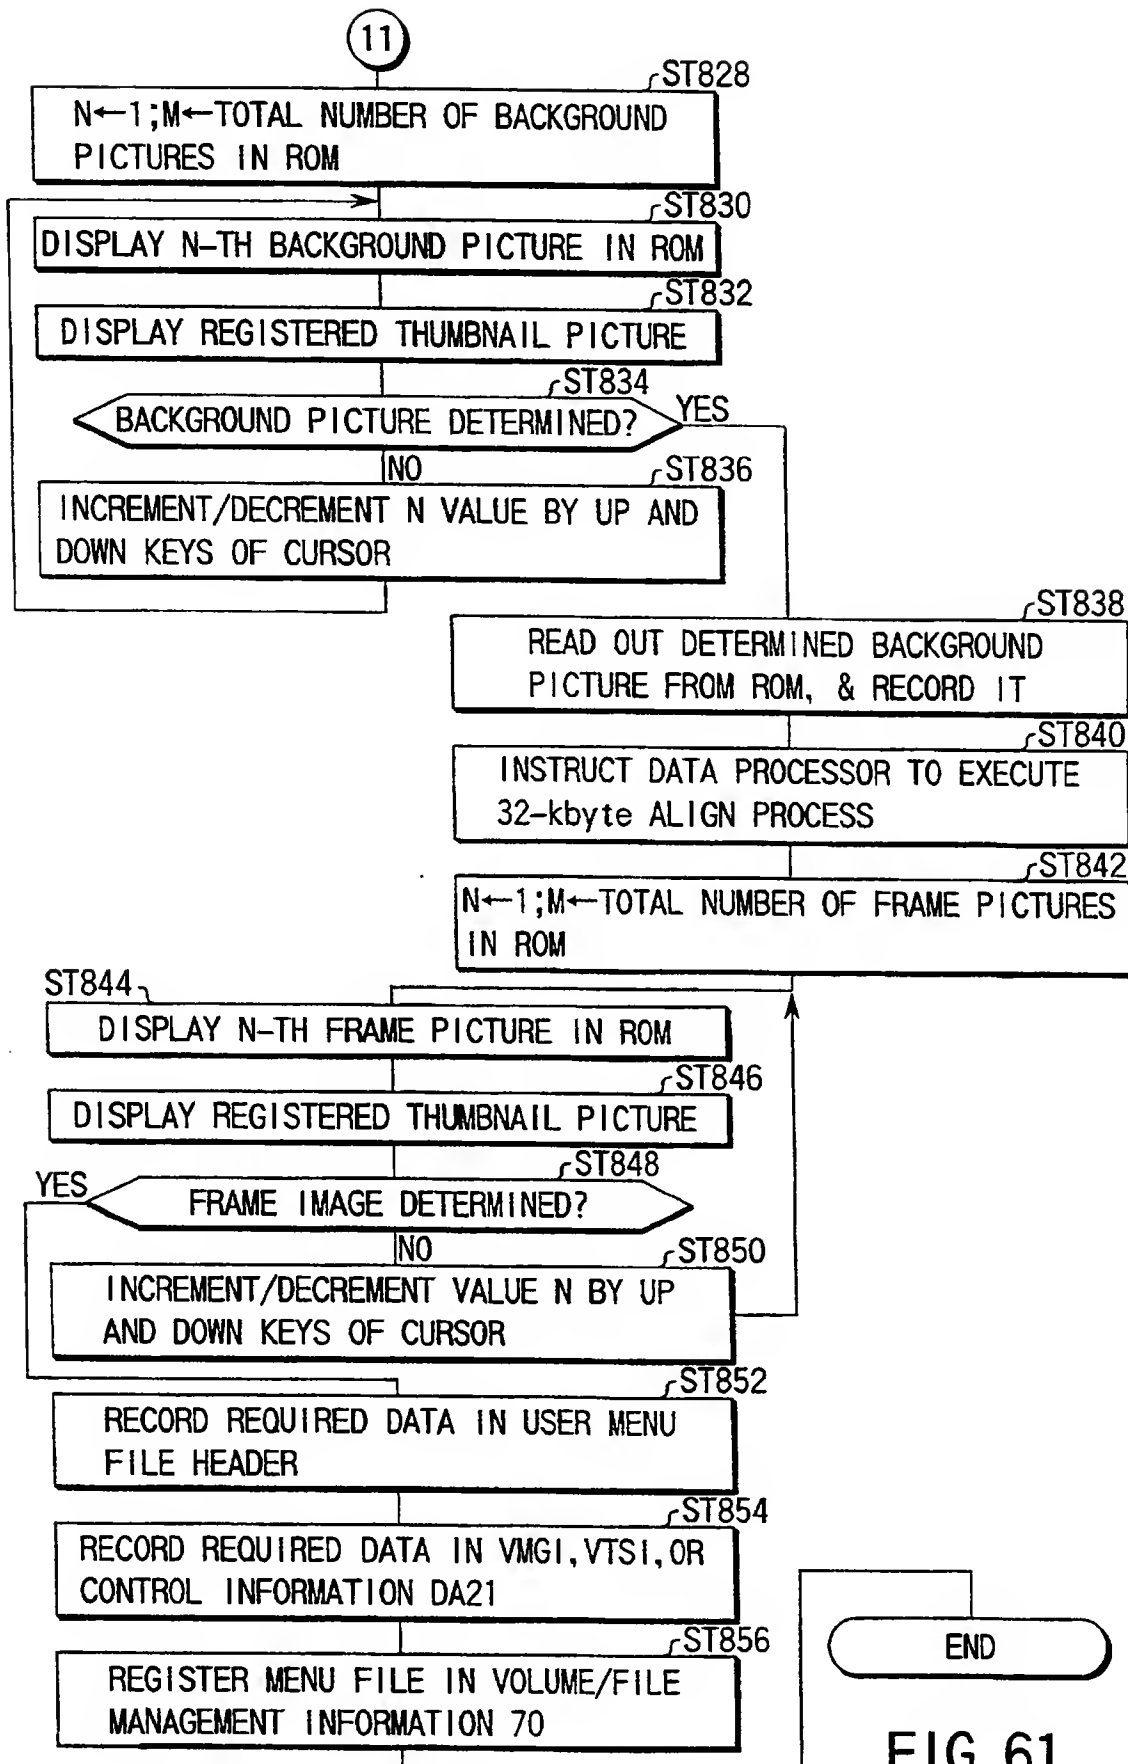 11
ST828
N←1;M←TOTAL NUMBER OF BACKGROUND
PICTURES IN ROM
ST830
DISPLAY N-TH BACKGROUND PICTURE IN ROM
ST832
DISPLAY REGISTERED THUMBNAIL PICTURE
ST834
BACKGROUND PICTURE DETERMINED?
YES
NO
ST836
INCREMENT/DECREMENT N VALUE BY UP AND
DOWN KEYS OF CURSOR
ST838
READ OUT DETERMINED BACKGROUND
PICTURE FROM ROM, & RECORD IT
ST840
INSTRUCT DATA PROCESSOR TO EXECUTE
32-kbyte ALIGN PROCESS
ST842
N←1;M←TOTAL NUMBER OF FRAME PICTURES
IN ROM
ST844
DISPLAY N-TH FRAME PICTURE IN ROM
ST846
DISPLAY REGISTERED THUMBNAIL PICTURE
ST848
YES
FRAME IMAGE DETERMINED?
NO
ST850
INCREMENT/DECREMENT VALUE N BY UP
AND DOWN KEYS OF CURSOR
ST852
RECORD REQUIRED DATA IN USER MENU
FILE HEADER
ST854
RECORD REQUIRED DATA IN VMGI,VTSI,OR
CONTROL INFORMATION DA21
ST856
REGISTER MENU FILE IN VOLUME/FILE
MANAGEMENT INFORMATION 70
END
FIG.61